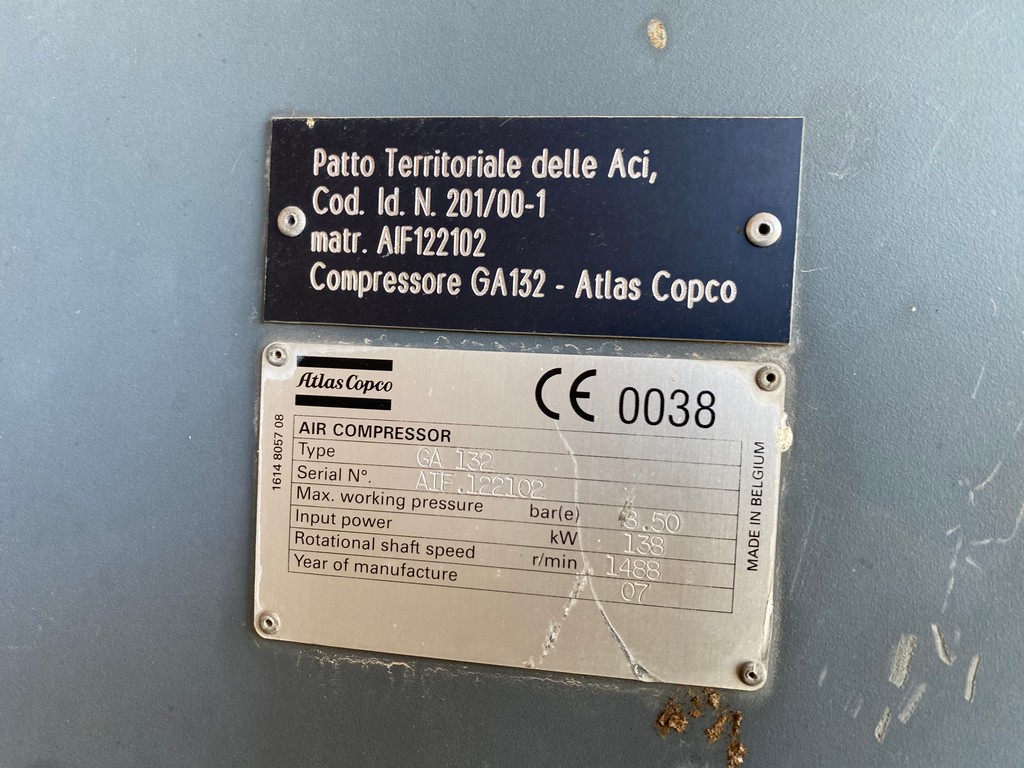 Patto Territoriale delle Aci,
Cod. Id. N. 201/00-1
matr. AIF122102
Compressore GA132 - Atlas Copco
Atlas Copco
CE 0038
AIR COMPRESSOR
Type GA 132
Serial N°. AIF.122102
Max. working pressure bar(e) 8.50
Input power kW 138
Rotational shaft speed r/min 1488
Year of manufacture 07
1614 8057 08
MADE IN BELGIUM